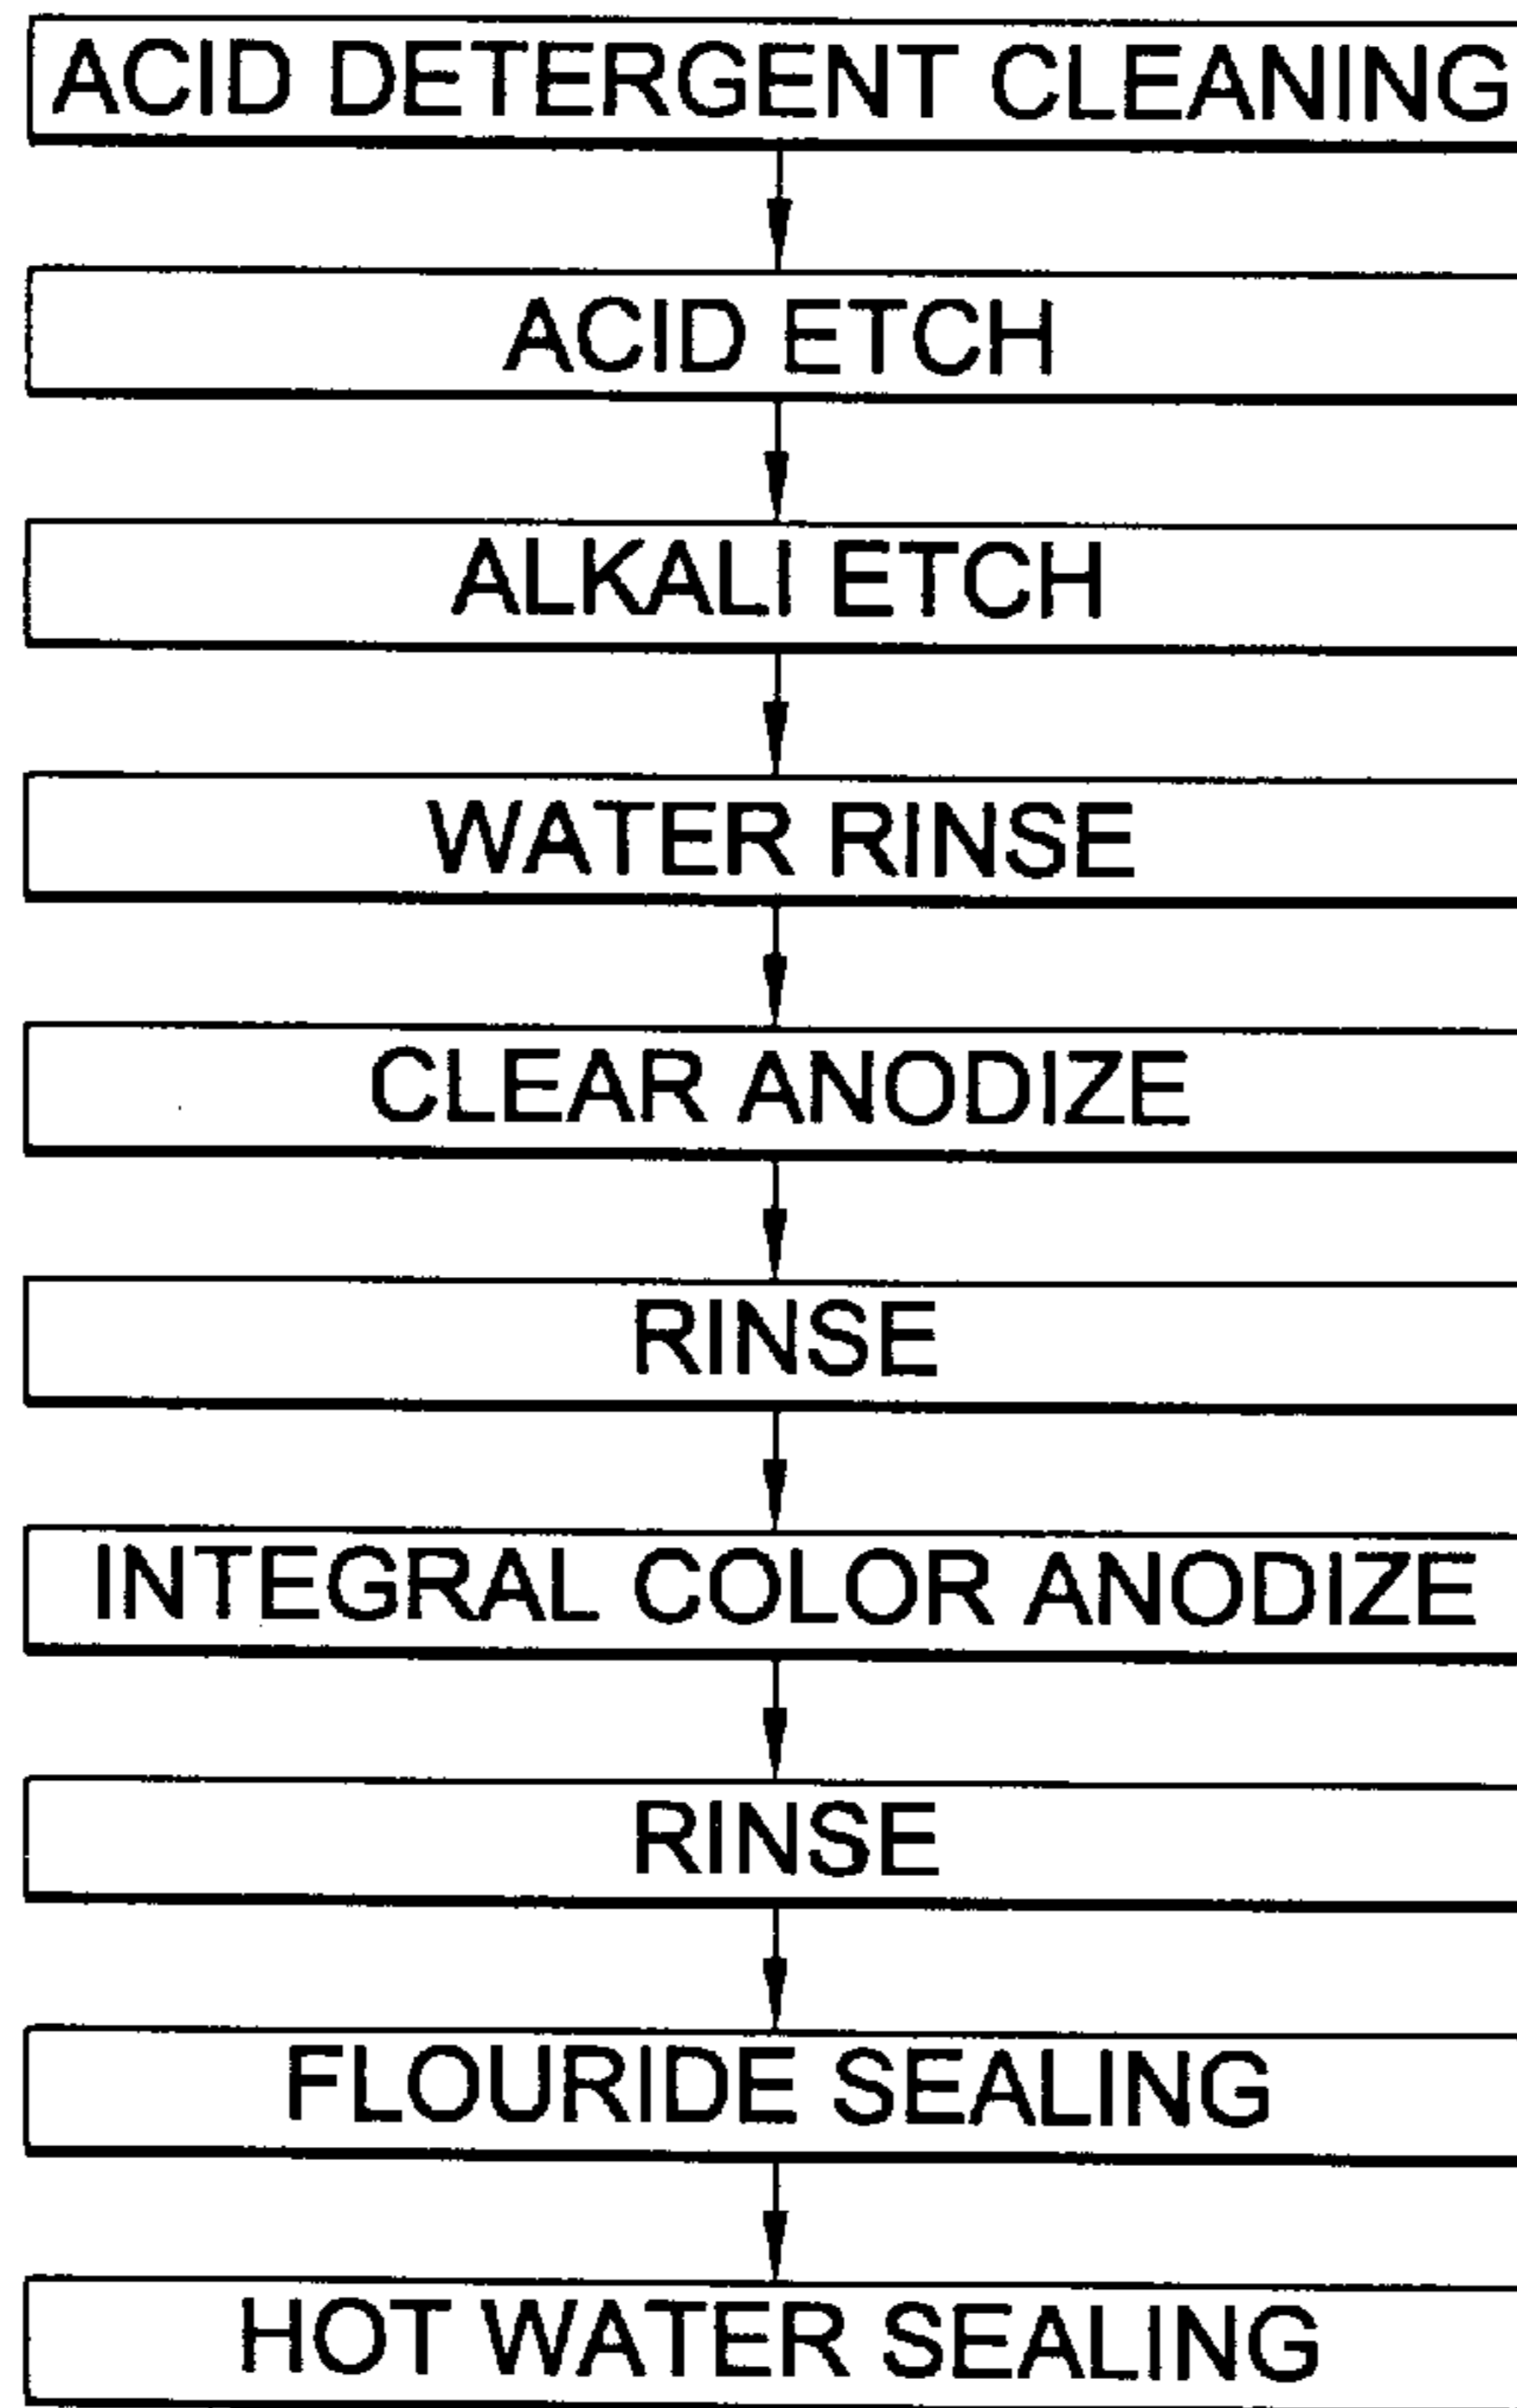 ACID DETERGENT CLEANING
ACID ETCH
ALKALI ETCH
WATER RINSE
CLEAR ANODIZE
RINSE
INTEGRAL COLOR ANODIZE
RINSE
FLOURIDE SEALING
HOT WATER SEALING